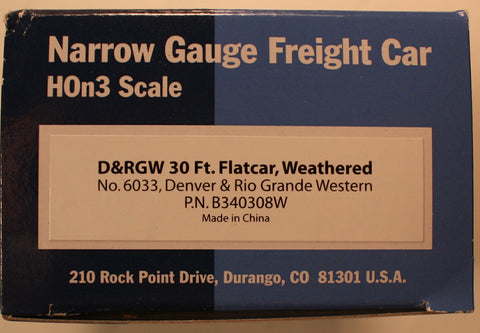 Narrow Gauge Freight Car
HOn3 Scale
D&RGW 30 Ft. Flatcar, Weathered
No. 6033, Denver & Rio Grande Western
P.N. B340308W
Made in China
210 Rock Point Drive, Durango, CO 81301 U.S.A.